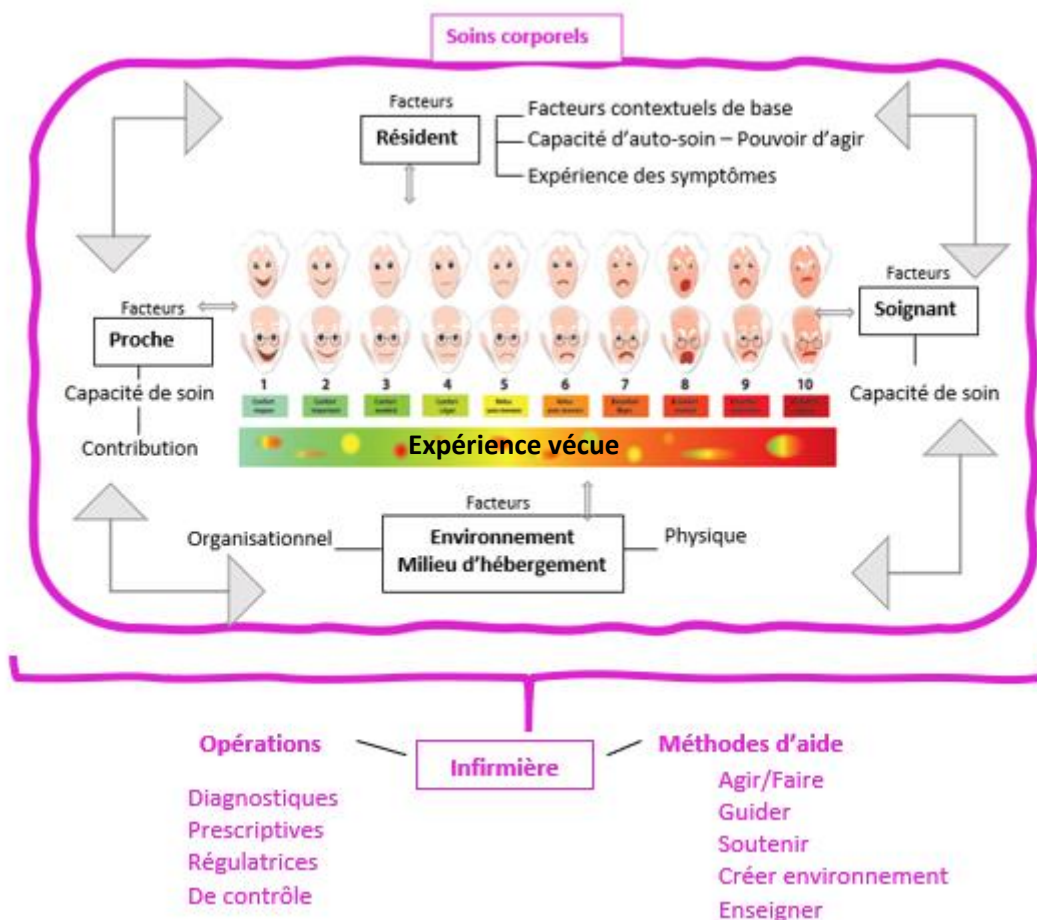 Soins corporels
Facteurs
Résident
Facteurs contextuels de base
Capacité d'auto-soin – Pouvoir d'agir
Expérience des symptômes
Facteurs
Proche
Capacité de soin
Contribution
Facteurs
Soignant
Capacité de soin
1 2 3 4 5 6 7 8 9 10
Expérience vécue
Facteurs
Environnement
Milieu d'hébergement
Organisationnel
Physique
Opérations
Diagnostiques
Prescriptives
Régulatrices
De contrôle
Infirmière
Méthodes d'aide
Agir/Faire
Guider
Soutenir
Créer environnement
Enseigner